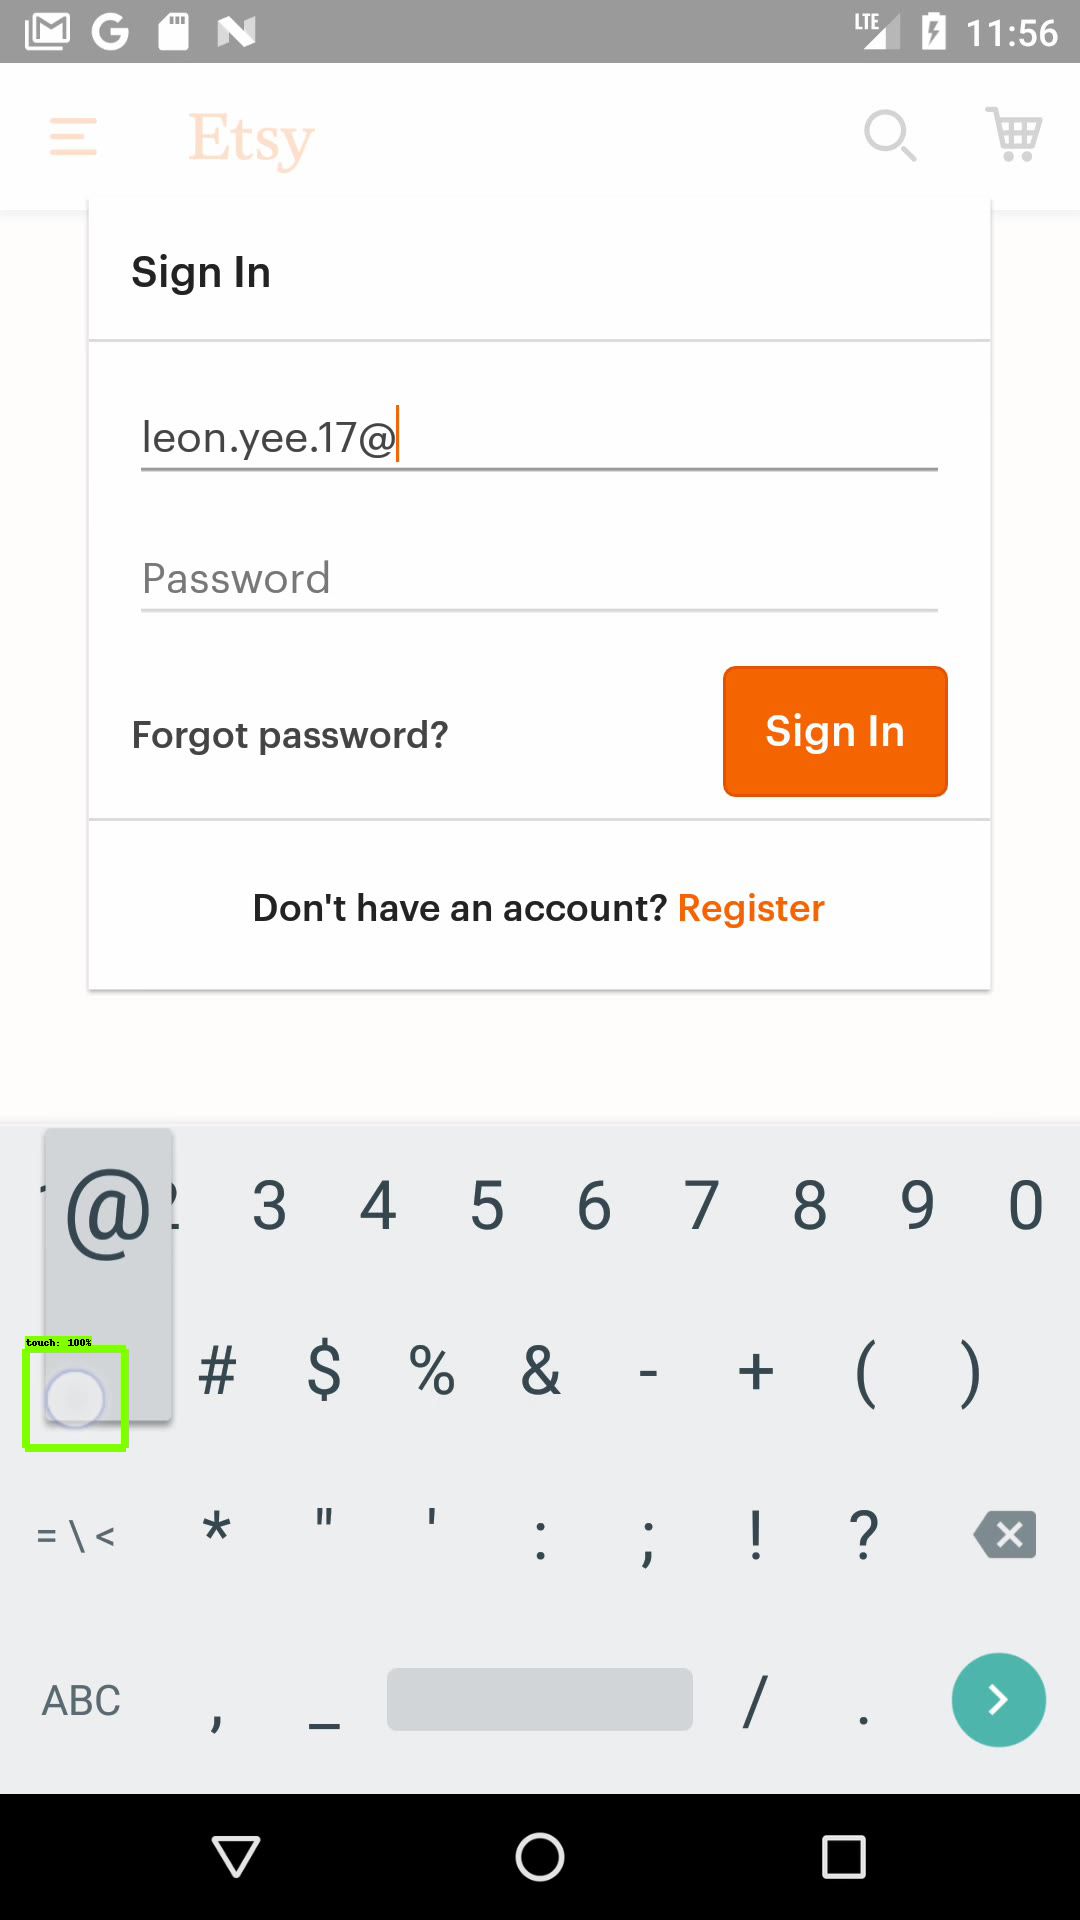 LTE 11:56
Etsy
Sign In
leon.yee.17@
Password
Forgot password? Sign In
Don't have an account? Register
@ 3 4 5 6 7 8 9 0
touch: 100%
# $ % & - + ( )
= \ < * " ' : ; ! ?
ABC , _ / .